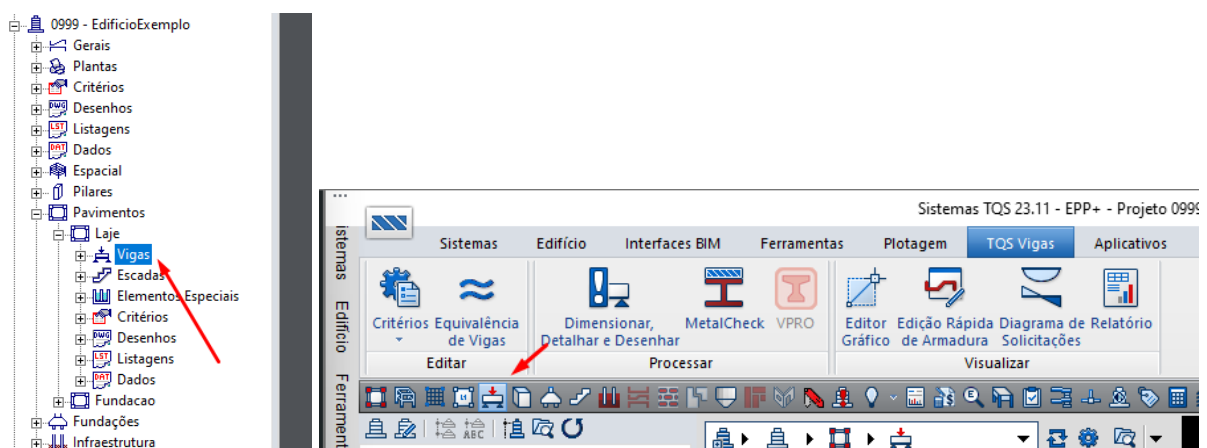 0999 - EdificioExemplo
Gerais
Plantas
Critérios
Desenhos
Listagens
Dados
Espacial
Pilares
Pavimentos
Laje
Vigas
Escadas
Elementos Especiais
Critérios
Desenhos
Listagens
Dados
Fundacao
Fundações
Infraestrutura
Sistemas TQS 23.11 - EPP+ - Projeto 0999
Sistemas Edifício Interfaces BIM Ferramentas Plotagem TQS Vigas Aplicativos
Critérios Equivalência de Vigas
Dimensionar, Detalhar e Desenhar
MetalCheck VPRO
Editor Gráfico
Edição Rápida de Armadura
Diagrama de Solicitações
Relatório
Editar Processar Visualizar
istemas
Edifício
Ferrament